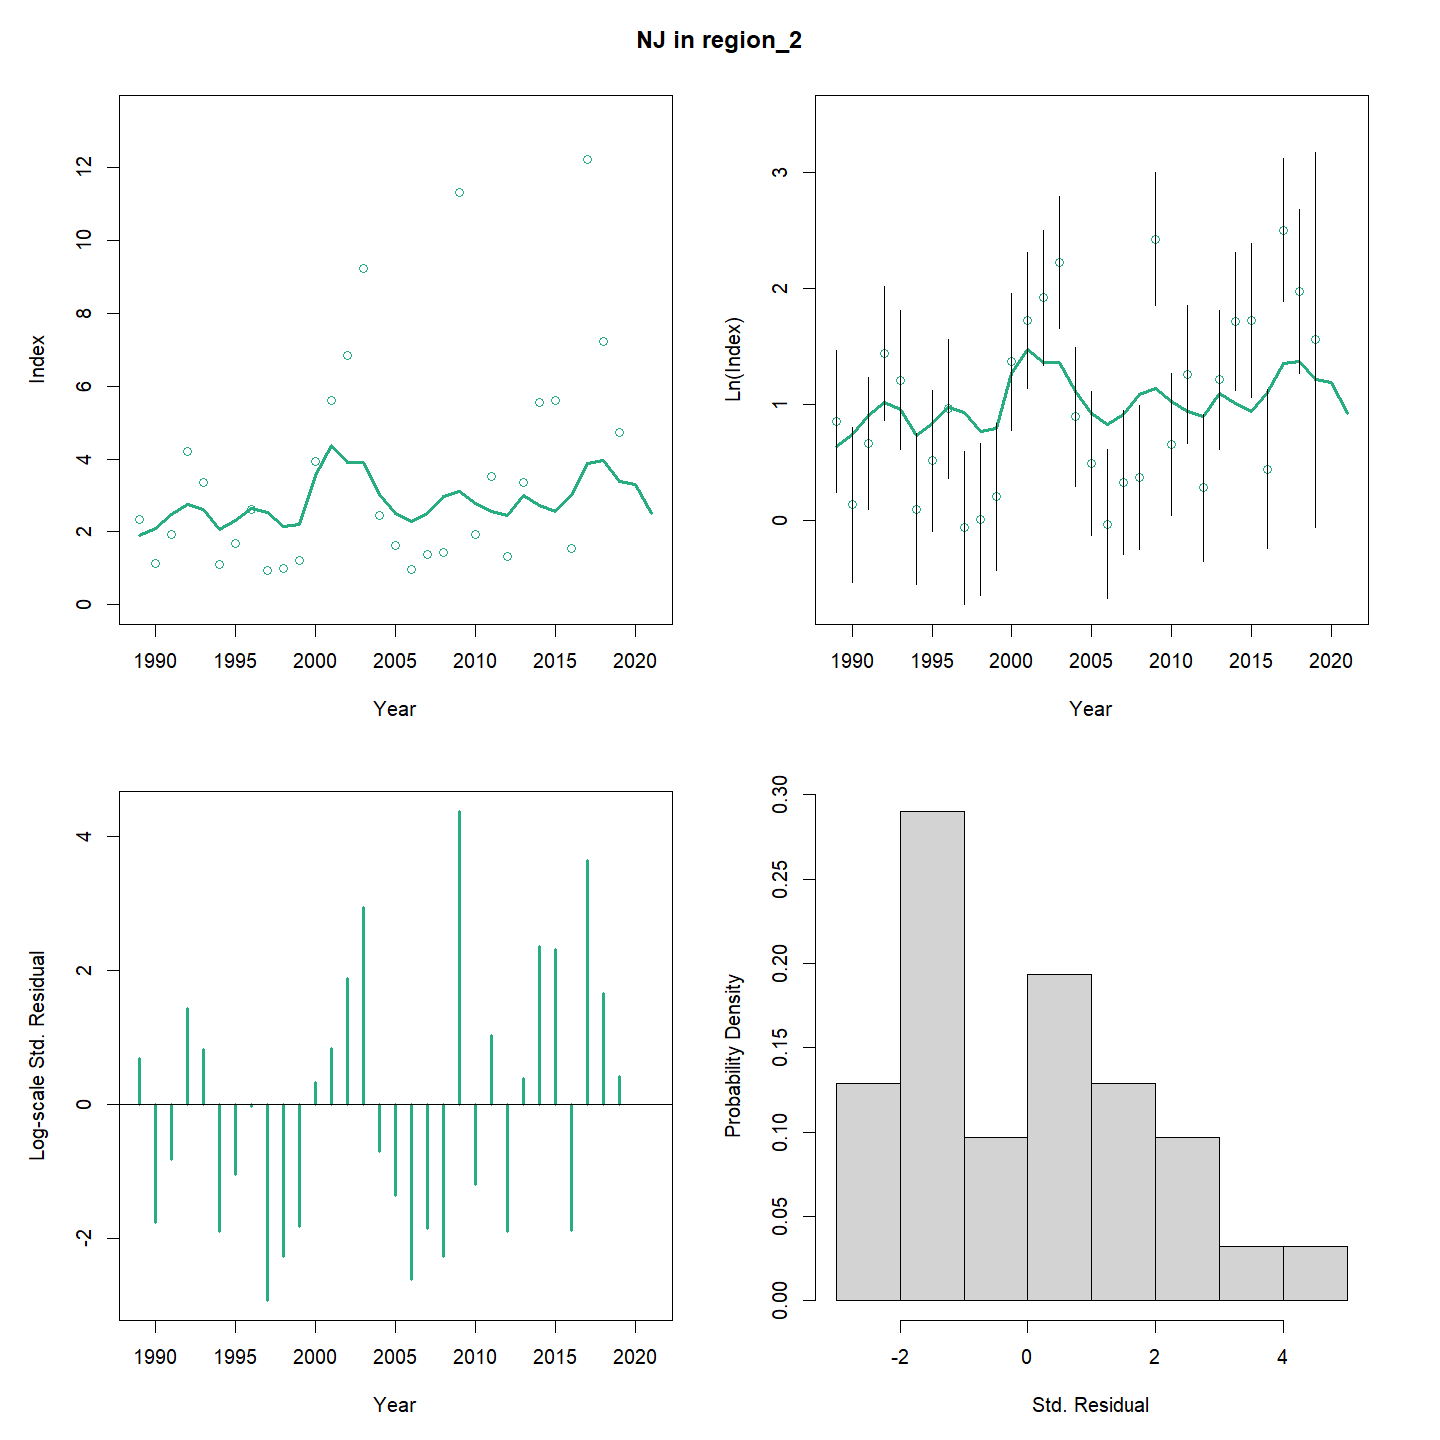 NJ in region_2
Index
0 2 4 6 8 10 12
1990 1995 2000 2005 2010 2015 2020
Year
Ln(Index)
0 1 2 3
1990 1995 2000 2005 2010 2015 2020
Year
Log-scale Std. Residual
-2 0 2 4
1990 1995 2000 2005 2010 2015 2020
Year
Probability Density
0.00 0.05 0.10 0.15 0.20 0.25 0.30
-2 0 2 4
Std. Residual